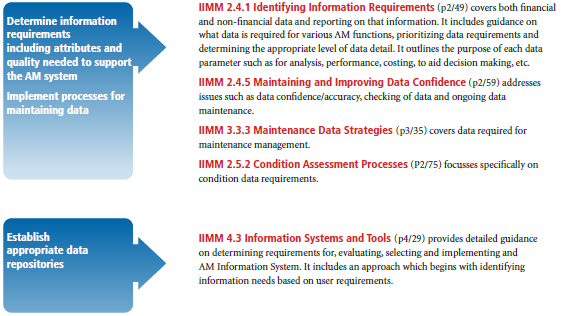 Determine information
requirements
including attributes and
quality needed to support
the AM system
Implement processes for
maintaining data
IIMM 2.4.1 Identifying Information Requirements (p2/49) covers both financial
and non-financial data and reporting on that information. It includes guidance on
what data is required for various AM functions, prioritizing data requirements and
determining the appropriate level of data detail. It outlines the purpose of each data
parameter such as for analysis, performance, costing, to aid decision making, etc.
IIMM 2.4.5 Maintaining and Improving Data Confidence (p2/59) addresses
issues such as data confidence/accuracy, checking of data and ongoing data
maintenance.
IIMM 3.3.3 Maintenance Data Strategies (p3/35) covers data required for
maintenance management.
IIMM 2.5.2 Condition Assessment Processes (P2/75) focusses specifically on
condition data requirements.
Establish
appropriate data
repositories
IIMM 4.3 Information Systems and Tools (p4/29) provides detailed guidance
on determining requirements for, evaluating, selecting and implementing and
AM Information System. It includes an approach which begins with identifying
information needs based on user requirements.